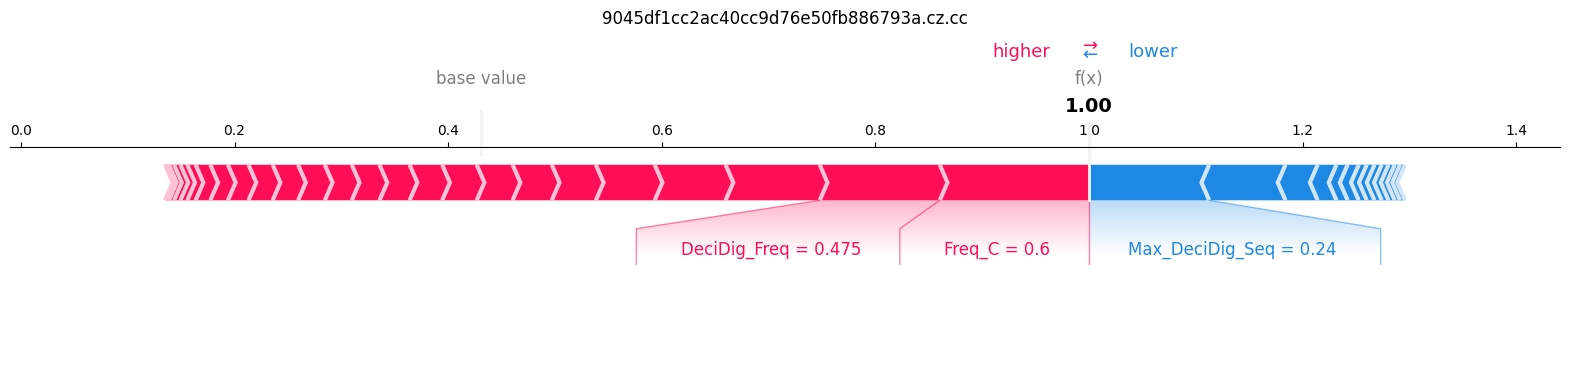 9045df1cc2ac40cc9d76e50fb886793a.cz.cc
higher → ← lower
base value f(x)
1.00
0.0 0.2 0.4 0.6 0.8 1.0 1.2 1.4
DeciDig_Freq = 0.475 Freq_C = 0.6 Max_DeciDig_Seq = 0.24